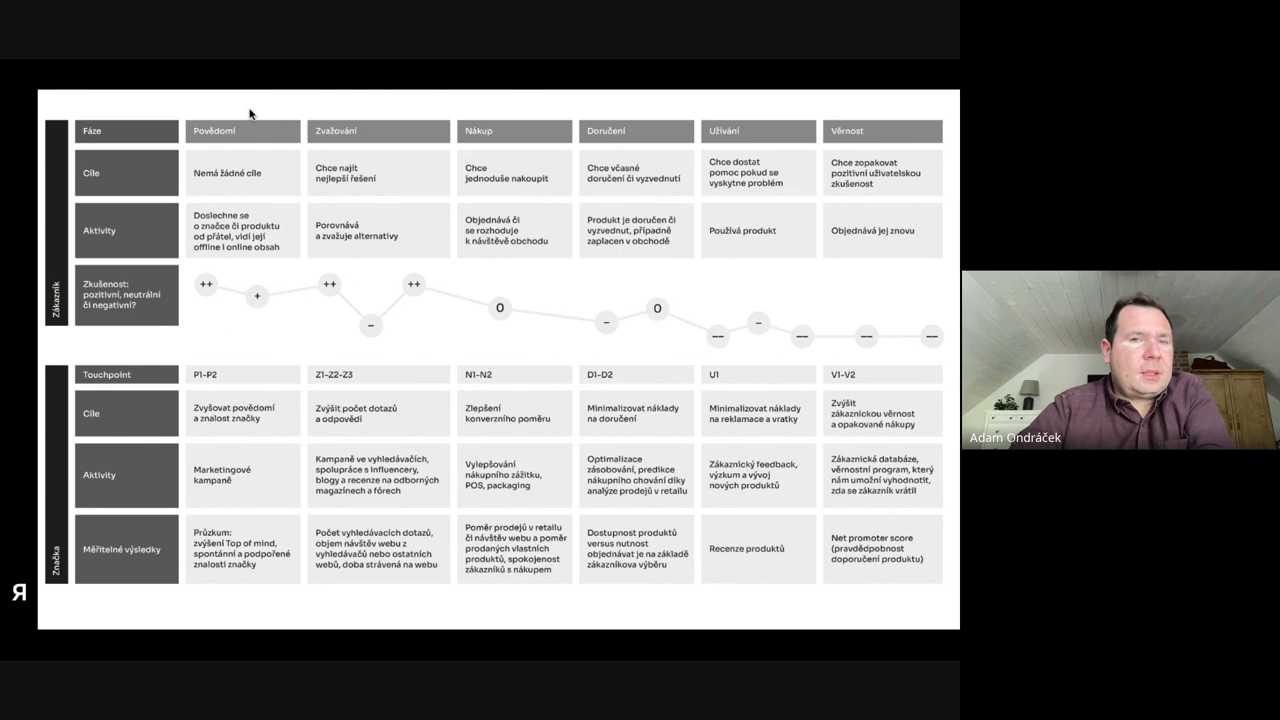 Fáze
Povědomí
Zvažování
Nákup
Doručení
Užívání
Věrnost
Zákazník
Cíle
Nemá žádné cíle
Chce najít
nejlepší řešení
Chce
jednoduše nakoupit
Chce včasné
doručení či vyzvednutí
Chce dostat
pomoc pokud se
vyskytne problém
Chce zopakovat
pozitivní uživatelskou
zkušenost
Aktivity
Doslechne se
o značce či produktu
od přátel, vidí její
offline i online obsah
Porovnává
a zvažuje alternativy
Objednává či
se rozhoduje
k návštěvě obchodu
Produkt je doručen či
vyzvednut, případně
zaplacen v obchodě
Používá produkt
Objednává jej znovu
Zkušenost:
pozitivní, neutrální
či negativní?
++
+
++
–
++
0
–
0
––
–
––
––
––
Značka
Touchpoint
P1-P2
Z1-Z2-Z3
N1-N2
D1-D2
U1
V1-V2
Cíle
Zvyšovat povědomí
a znalost značky
Zvýšit počet dotazů
a odpovědí
Zlepšení
konverzního poměru
Minimalizovat náklady
na doručení
Minimalizovat náklady
na reklamace a vratky
Zvýšit
zákaznickou věrnost
a opakované nákupy
Aktivity
Marketingové
kampaně
Kampaně ve vyhledávačích,
spolupráce s influencery,
blogy a recenze na odborných
magazínech a fórech
Vylepšování
nákupního zážitku,
POS, packaging
Optimalizace
zásobování, predikce
nákupního chování díky
analýze prodejů v retailu
Zákaznický feedback,
výzkum a vývoj
nových produktů
Zákaznická databáze,
věrnostní program, který
nám umožní vyhodnotit,
zda se zákazník vrátil
Měřitelné výsledky
Průzkum:
zvýšení Top of mind,
spontánní a podpořené
znalosti značky
Počet vyhledávacích dotazů,
objem návštěv webu z
vyhledávačů nebo ostatních
webů, doba strávená na webu
Poměr prodejů v retailu
či návštěv webu a poměr
prodaných vlastních
produktů, spokojenost
zákazníků s nákupem
Dostupnost produktů
versus nutnost
objednávat je na základě
zákazníkova výběru
Recenze produktů
Net promoter score
(pravdědpobnost
doporučení produktu)
Я
Adam Ondráček